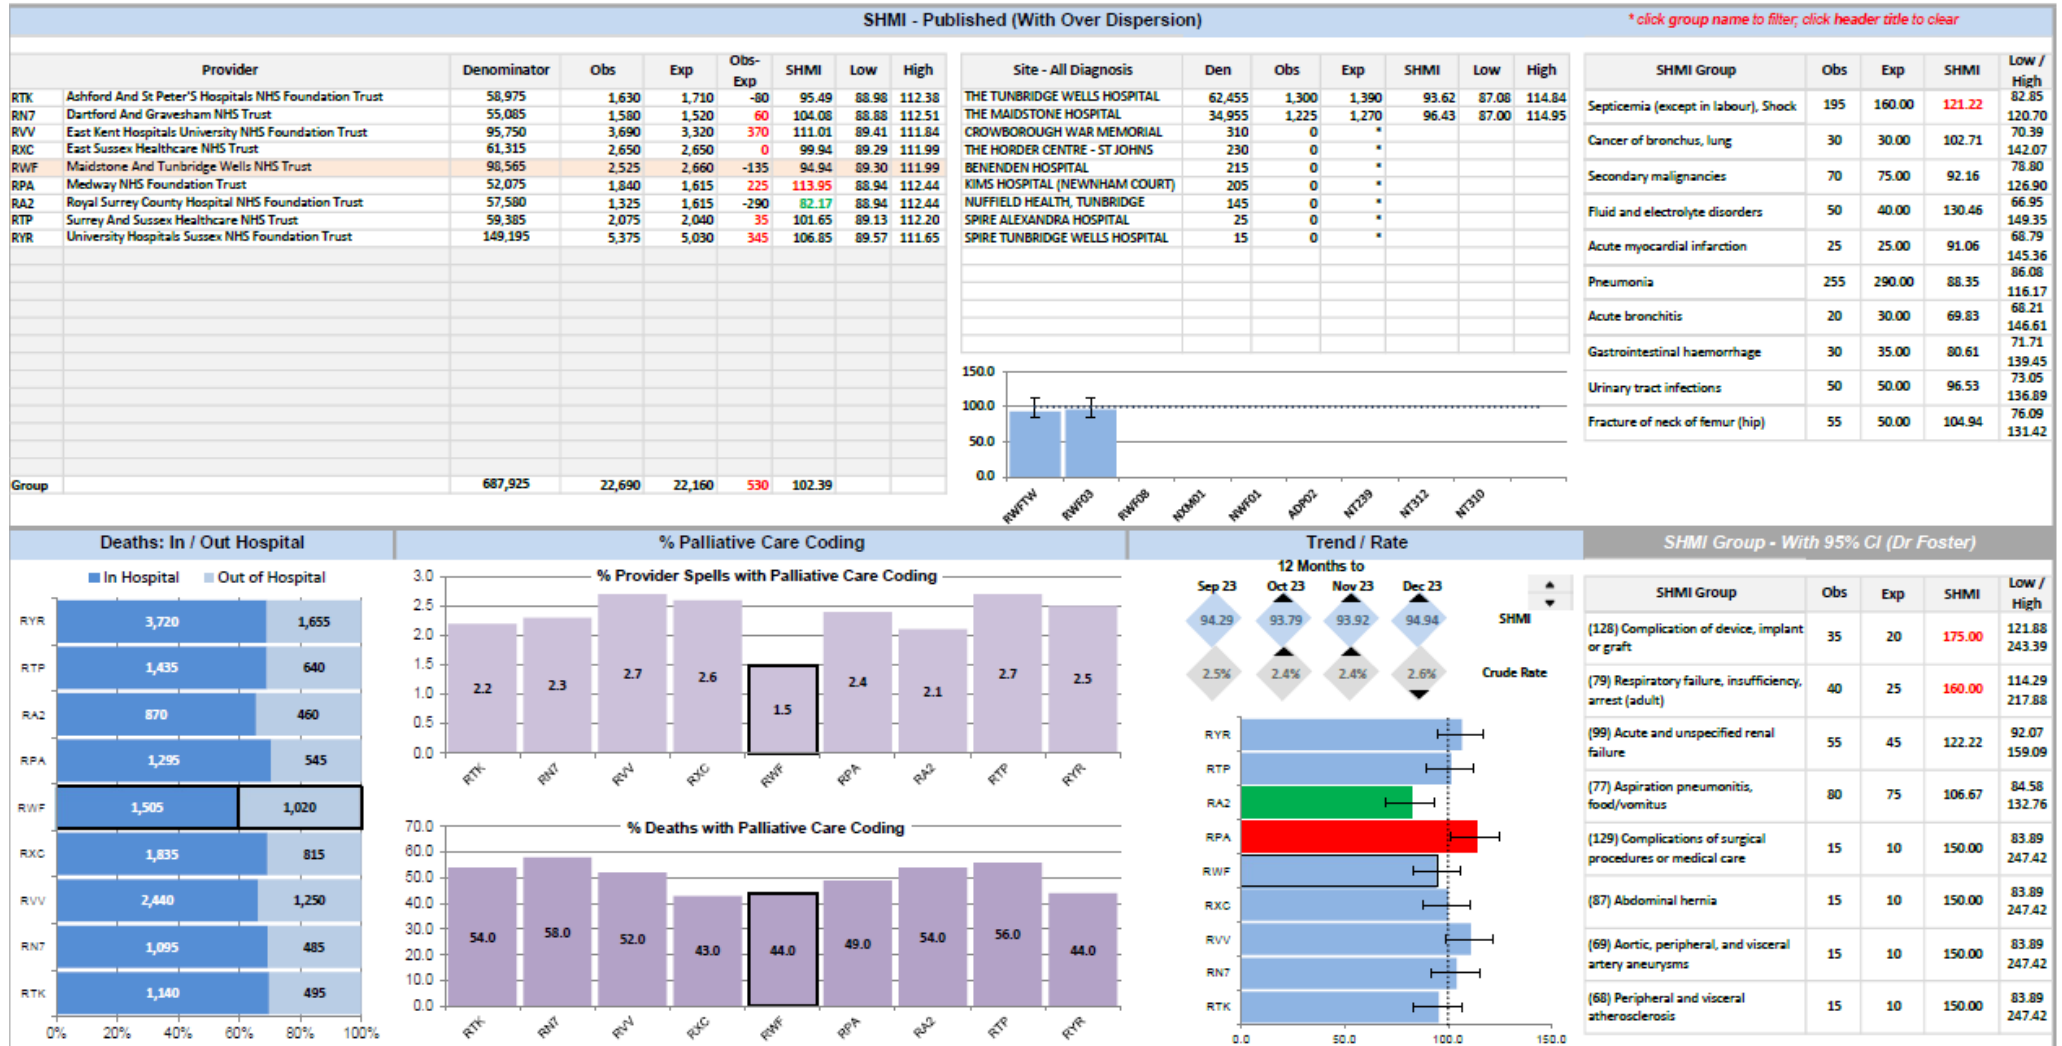 SHMI - Published (With Over Dispersion)
* click group name to filter; click header title to clear
Provider Denominator Obs Exp Obs-Exp SHMI Low High
RTK Ashford And St Peter'S Hospitals NHS Foundation Trust 58,975 1,630 1,710 -80 95.49 88.98 112.38
RN7 Dartford And Gravesham NHS Trust 55,085 1,580 1,520 60 104.08 88.88 112.51
RVV East Kent Hospitals University NHS Foundation Trust 95,750 3,690 3,320 370 111.01 89.41 111.84
RXC East Sussex Healthcare NHS Trust 61,315 2,650 2,650 0 99.94 89.29 111.99
RWF Maidstone And Tunbridge Wells NHS Trust 98,565 2,525 2,660 -135 94.94 89.30 111.99
RPA Medway NHS Foundation Trust 52,075 1,840 1,615 225 113.95 88.94 112.44
RA2 Royal Surrey County Hospital NHS Foundation Trust 57,580 1,325 1,615 -290 82.17 88.94 112.44
RTP Surrey And Sussex Healthcare NHS Trust 59,385 2,075 2,040 35 101.65 89.13 112.20
RYR University Hospitals Sussex NHS Foundation Trust 149,195 5,375 5,030 345 106.85 89.57 111.65
Group 687,925 22,690 22,160 530 102.39
Site - All Diagnosis Den Obs Exp SHMI Low High
THE TUNBRIDGE WELLS HOSPITAL 62,455 1,300 1,390 93.62 87.08 114.84
THE MAIDSTONE HOSPITAL 34,955 1,225 1,270 96.43 87.00 114.95
CROWBOROUGH WAR MEMORIAL 310 0 *
THE HORDER CENTRE - ST JOHNS 230 0 *
BENENDEN HOSPITAL 215 0 *
KIMS HOSPITAL (NEWNHAM COURT) 205 0 *
NUFFIELD HEALTH, TUNBRIDGE 145 0 *
SPIRE ALEXANDRA HOSPITAL 25 0 *
SPIRE TUNBRIDGE WELLS HOSPITAL 15 0 *
150.0
100.0
50.0
0.0
RWFTW RWF03 RWF08 NXM01 NWF01 ADP02 NT239 NT312 NT310
SHMI Group Obs Exp SHMI Low / High
Septicemia (except in labour), Shock 195 160.00 121.22 82.85 120.70
Cancer of bronchus, lung 30 30.00 102.71 70.39 142.07
Secondary malignancies 70 75.00 92.16 78.80 126.90
Fluid and electrolyte disorders 50 40.00 130.46 66.95 149.35
Acute myocardial infarction 25 25.00 91.06 68.79 145.36
Pneumonia 255 290.00 88.35 86.08 116.17
Acute bronchitis 20 30.00 69.83 68.21 146.61
Gastrointestinal haemorrhage 30 35.00 80.61 71.71 139.45
Urinary tract infections 50 50.00 96.53 73.05 136.89
Fracture of neck of femur (hip) 55 50.00 104.94 76.09 131.42
Deaths: In / Out Hospital
In Hospital Out of Hospital
RYR 3,720 1,655
RTP 1,435 640
RA2 870 460
RPA 1,295 545
RWF 1,505 1,020
RXC 1,835 815
RVV 2,440 1,250
RN7 1,095 485
RTK 1,140 495
0% 20% 40% 60% 80% 100%
% Palliative Care Coding
% Provider Spells with Palliative Care Coding
3.0
2.5
2.0
1.5
1.0
0.5
0.0
2.2 2.3 2.7 2.6 1.5 2.4 2.1 2.7 2.5
RTK RN7 RVV RXC RWF RPA RA2 RTP RYR
% Deaths with Palliative Care Coding
70.0
60.0
50.0
40.0
30.0
20.0
10.0
0.0
54.0 58.0 52.0 43.0 44.0 49.0 54.0 56.0 44.0
RTK RN7 RVV RXC RWF RPA RA2 RTP RYR
Trend / Rate
12 Months to
Sep 23 Oct 23 Nov 23 Dec 23
94.29 93.79 93.92 94.94 SHMI
2.5% 2.4% 2.4% 2.6% Crude Rate
RYR
RTP
RA2
RPA
RWF
RXC
RVV
RN7
RTK
0.0 50.0 100.0 150.0
SHMI Group - With 95% CI (Dr Foster)
SHMI Group Obs Exp SHMI Low / High
(128) Complication of device, implant or graft 35 20 175.00 121.88 243.39
(79) Respiratory failure, insufficiency, arrest (adult) 40 25 160.00 114.29 217.88
(99) Acute and unspecified renal failure 55 45 122.22 92.07 159.09
(77) Aspiration pneumonitis, food/vomitus 80 75 106.67 84.58 132.76
(129) Complications of surgical procedures or medical care 15 10 150.00 83.89 247.42
(87) Abdominal hernia 15 10 150.00 83.89 247.42
(69) Aortic, peripheral, and visceral artery aneurysms 15 10 150.00 83.89 247.42
(68) Peripheral and visceral atherosclerosis 15 10 150.00 83.89 247.42